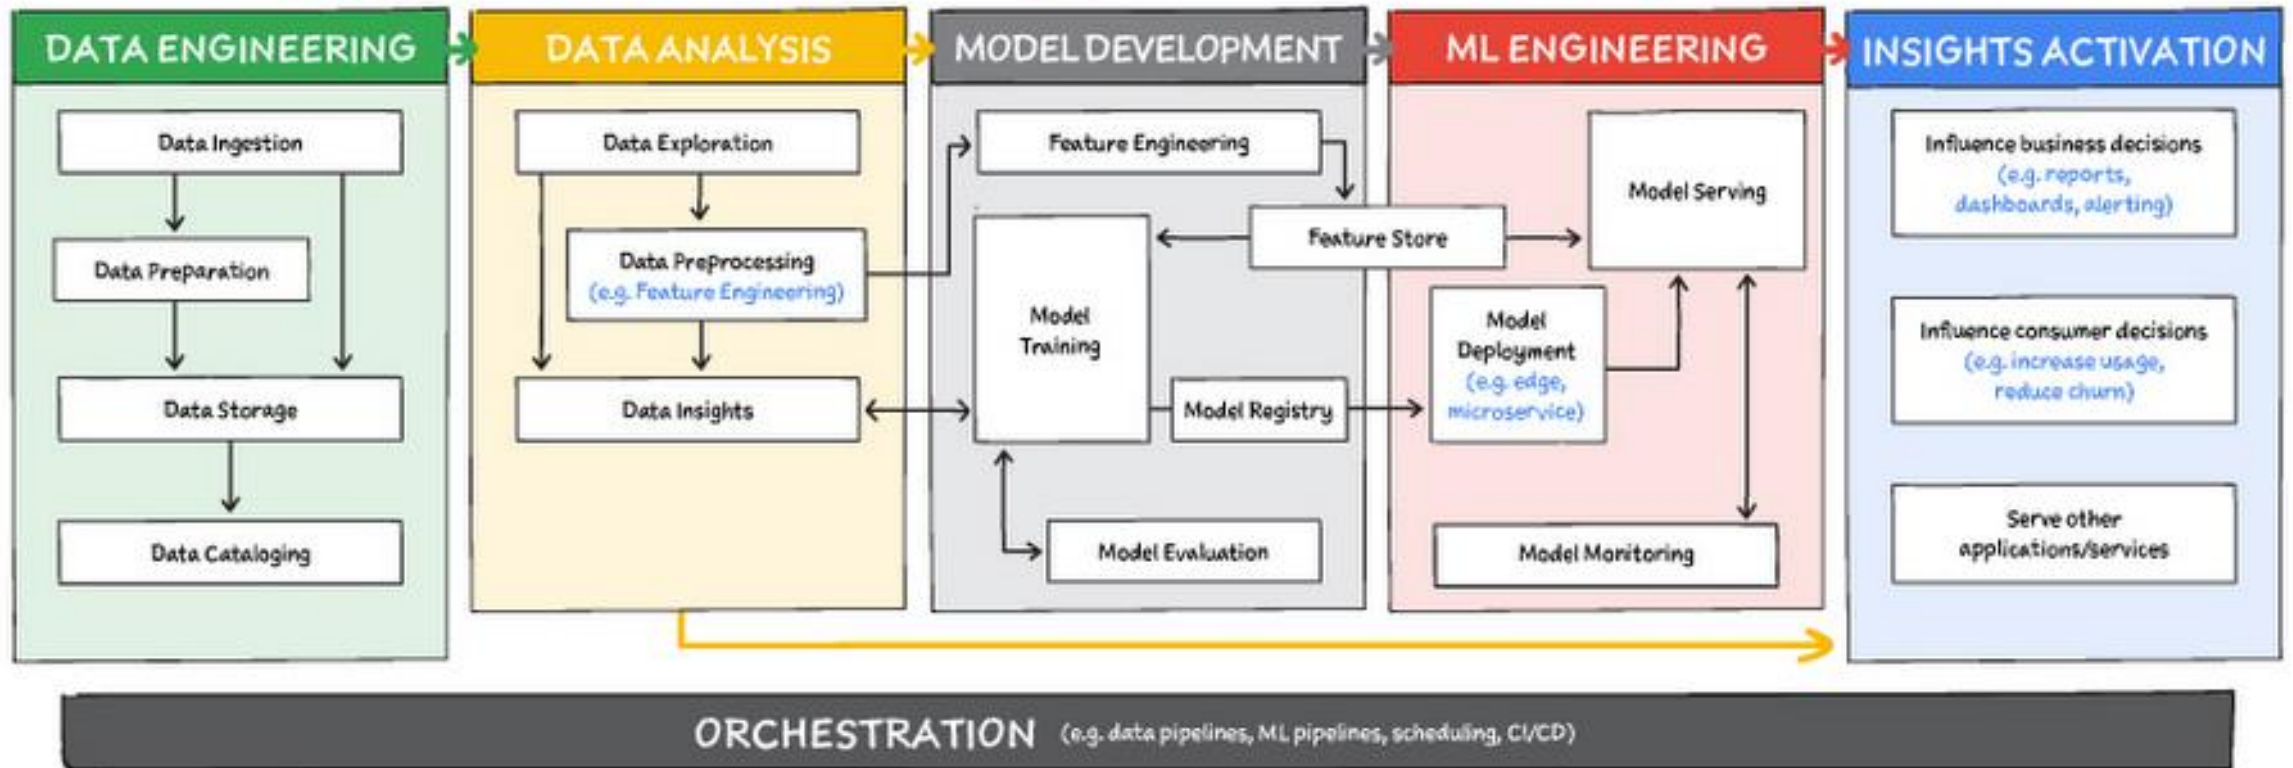 DATA ENGINEERING
Data Ingestion
Data Preparation
Data Storage
Data Cataloging
DATA ANALYSIS
Data Exploration
Data Preprocessing
(e.g. Feature Engineering)
Data Insights
MODEL DEVELOPMENT
Feature Engineering
Feature Store
Model
Training
Model Registry
Model Evaluation
ML ENGINEERING
Model Serving
Model
Deployment
(e.g. edge,
microservice)
Model Monitoring
INSIGHTS ACTIVATION
Influence business decisions
(e.g. reports,
dashboards, alerting)
Influence consumer decisions
(e.g. increase usage,
reduce churn)
Serve other
applications/services
ORCHESTRATION (e.g. data pipelines, ML pipelines, scheduling, CI/CD)